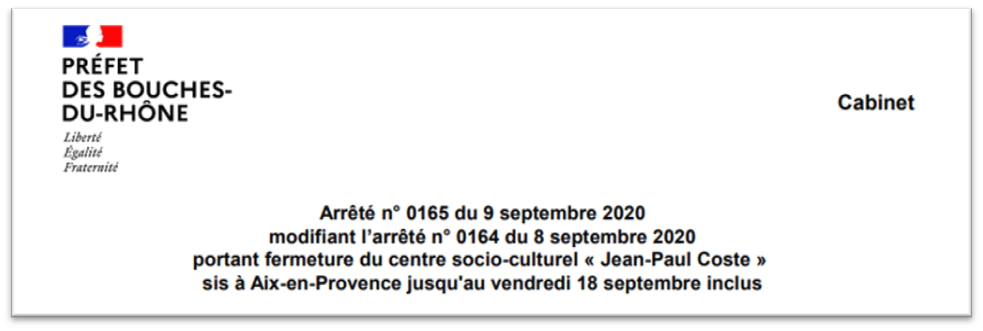 PRÉFET
DES BOUCHES-
DU-RHÔNE
Liberté
Égalité
Fraternité
Cabinet
Arrêté n° 0165 du 9 septembre 2020
modifiant l'arrêté n° 0164 du 8 septembre 2020
portant fermeture du centre socio-culturel « Jean-Paul Coste »
sis à Aix-en-Provence jusqu'au vendredi 18 septembre inclus